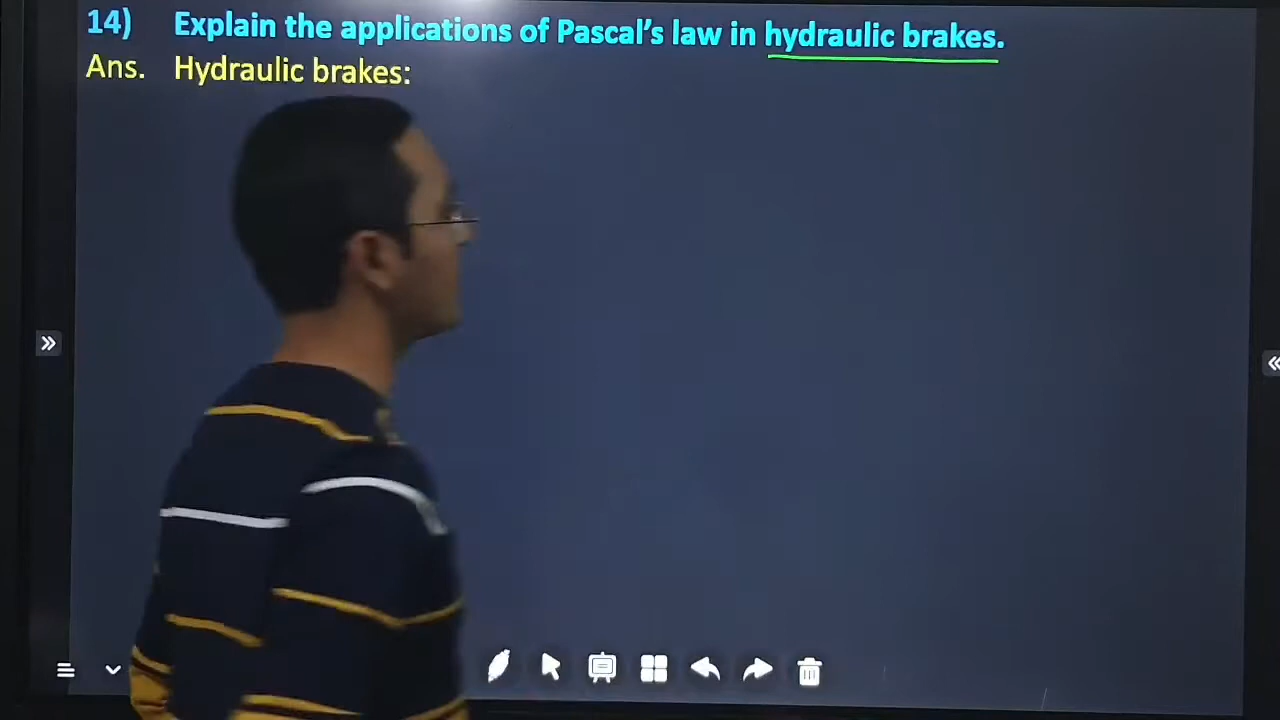 14) Explain the applications of Pascal's law in hydraulic brakes.
Ans. Hydraulic brakes: